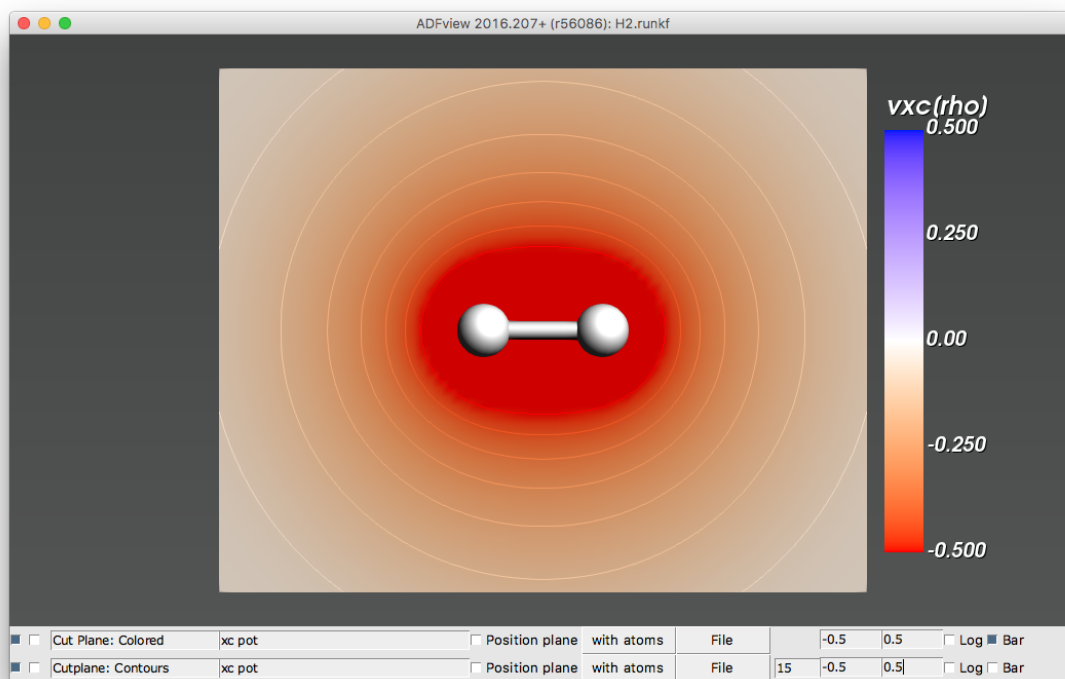 ADFview 2016.207+ (r56086): H2.runkf
vxc(rho)
0.500
0.250
0.00
-0.250
-0.500
Cut Plane: Colored xc pot Position plane with atoms File -0.5 0.5 Log Bar
Cutplane: Contours xc pot Position plane with atoms File 15 -0.5 0.5 Log Bar